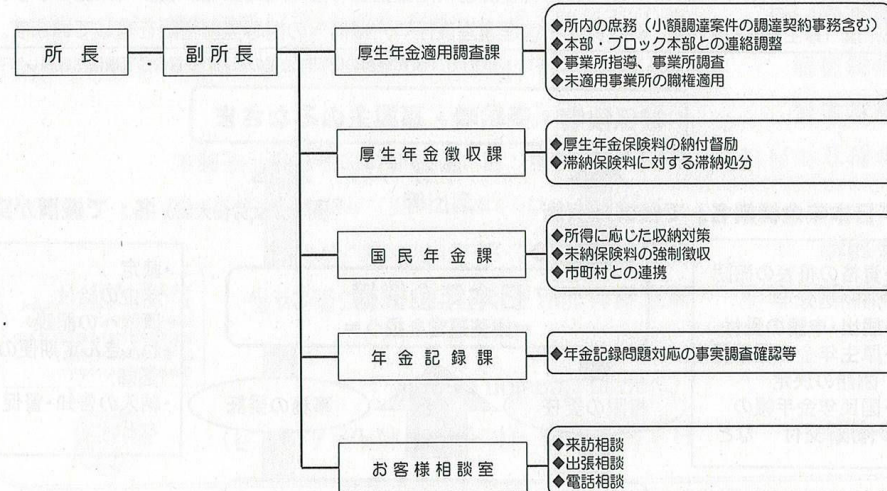 所長
副所長
厚生年金適用調査課
◆所内の庶務（小額調達案件の調達契約事務含む）
◆本部・ブロック本部との連絡調整
◆事業所指導、事業所調査
◆未適用事業所の職権適用
厚生年金徴収課
◆厚生年金保険料の納付督励
◆滞納保険料に対する滞納処分
国民年金課
◆所得に応じた収納対策
◆未納保険料の強制徴収
◆市町村との連携
年金記録課
◆年金記録問題対応の事実調査確認等
お客様相談室
◆来訪相談
◆出張相談
◆電話相談